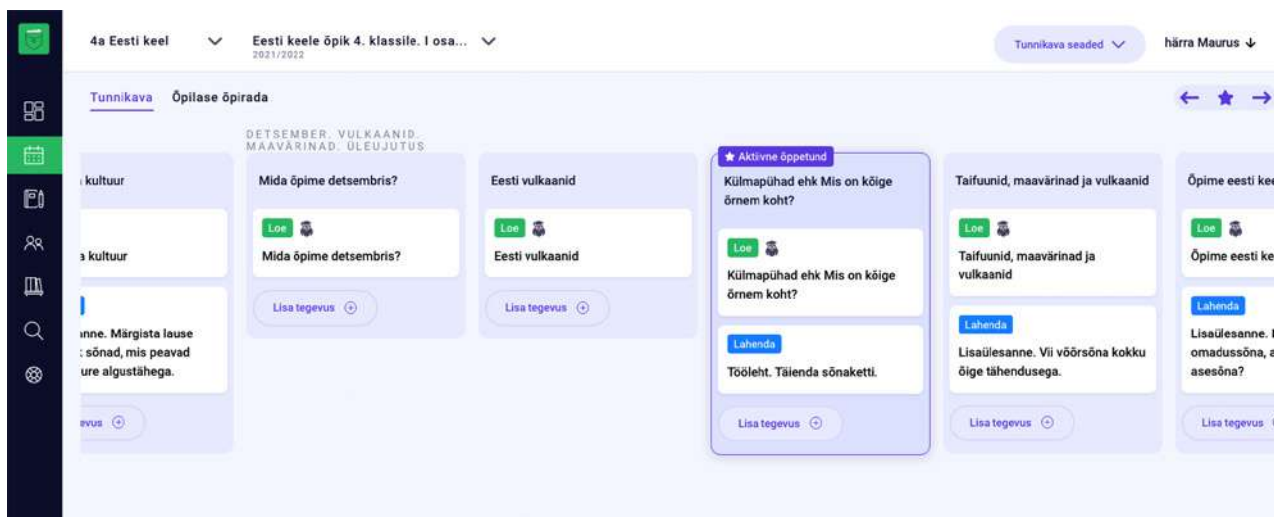 4a Eesti keel
Eesti keele õpik 4. klassile. I osa...
2021/2022
Tunnikava seaded
härra Maurus
Tunnikava
Õpilase õpirada
DETSEMBER. VULKAANID.
MAAVÄRINAD. ÜLEUJUTUS
kultuur
kultuur
anne. Märgista lause
sõnad, mis peavad
ure algustähega.
evus
Mida õpime detsembris?
Loe
Mida õpime detsembris?
Lisa tegevus
Eesti vulkaanid
Loe
Eesti vulkaanid
Lisa tegevus
Aktiivne õppetund
Külmapühad ehk Mis on kõige
õrnem koht?
Loe
Külmapühad ehk Mis on kõige
õrnem koht?
Lahenda
Tööleht. Täienda sõnaketti.
Lisa tegevus
Taifuunid, maavärinad ja vulkaanid
Loe
Taifuunid, maavärinad ja
vulkaanid
Lahenda
Lisaülesanne. Vii võõrsõna kokku
õige tähendusega.
Lisa tegevus
Õpime eesti kee
Loe
Õpime eesti ke
Lahenda
Lisaülesanne.
omadussõna, a
asesõna?
Lisa tegevus